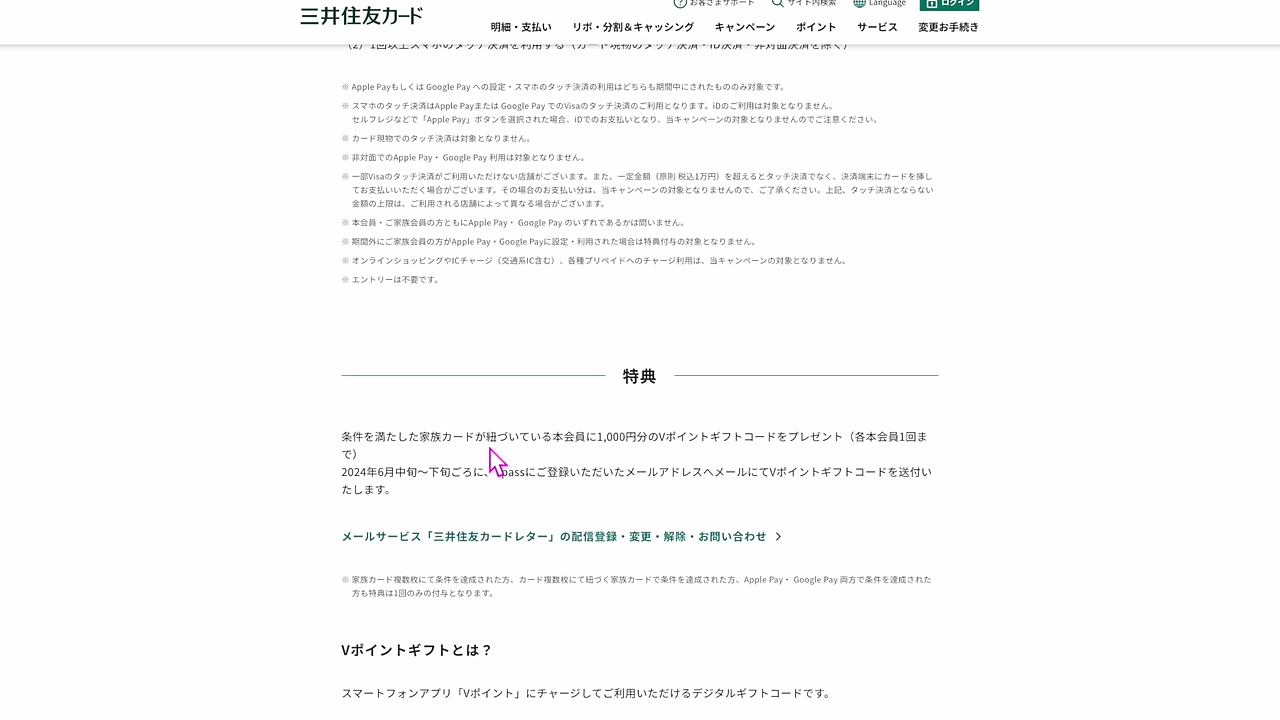 お客さまサポート サイト内検索 Language ログイン
三井住友カード
明細・支払い リボ・分割&キャッシング キャンペーン ポイント サービス 変更お手続き
（2）1回以上スマホのタッチ決済を利用する（カード現物のタッチ決済・iD決済・非対面決済を除く）
※ Apple Payもしくは Google Pay への設定・スマホのタッチ決済の利用はどちらも期間中にされたもののみ対象です。
※ スマホのタッチ決済はApple Payまたは Google Pay でのVisaのタッチ決済のご利用となります。iDのご利用は対象となりません。
セルフレジなどで「Apple Pay」ボタンを選択された場合、iDでのお支払いとなり、当キャンペーンの対象となりませんのでご注意ください。
※ カード現物でのタッチ決済は対象となりません。
※ 非対面でのApple Pay・ Google Pay 利用は対象となりません。
※ 一部Visaのタッチ決済がご利用いただけない店舗がございます。また、一定金額（原則 税込1万円）を超えるとタッチ決済でなく、決済端末にカードを挿し
てお支払いいただく場合がございます。その場合のお支払い分は、当キャンペーンの対象となりませんので、ご了承ください。上記、タッチ決済とならない
金額の上限は、ご利用される店舗によって異なる場合がございます。
※ 本会員・ご家族会員の方ともにApple Pay・ Google Pay のいずれであるかは問いません。
※ 期間外にご家族会員の方がApple Pay・Google Payに設定・利用された場合は特典付与の対象となりません。
※ オンラインショッピングやICチャージ（交通系IC含む）、各種プリペイドへのチャージ利用は、当キャンペーンの対象となりません。
※ エントリーは不要です。
特典
条件を満たした家族カードが紐づいている本会員に1,000円分のVポイントギフトコードをプレゼント（各本会員1回ま
で）
2024年6月中旬～下旬ごろに、Vpassにご登録いただいたメールアドレスへメールにてVポイントギフトコードを送付い
たします。
メールサービス「三井住友カードレター」の配信登録・変更・解除・お問い合わせ
※ 家族カード複数枚にて条件を達成された方、カード複数枚にて紐づく家族カードで条件を達成された方、Apple Pay・ Google Pay 両方で条件を達成された
方も特典は1回のみの付与となります。
Vポイントギフトとは？
スマートフォンアプリ「Vポイント」にチャージしてご利用いただけるデジタルギフトコードです。